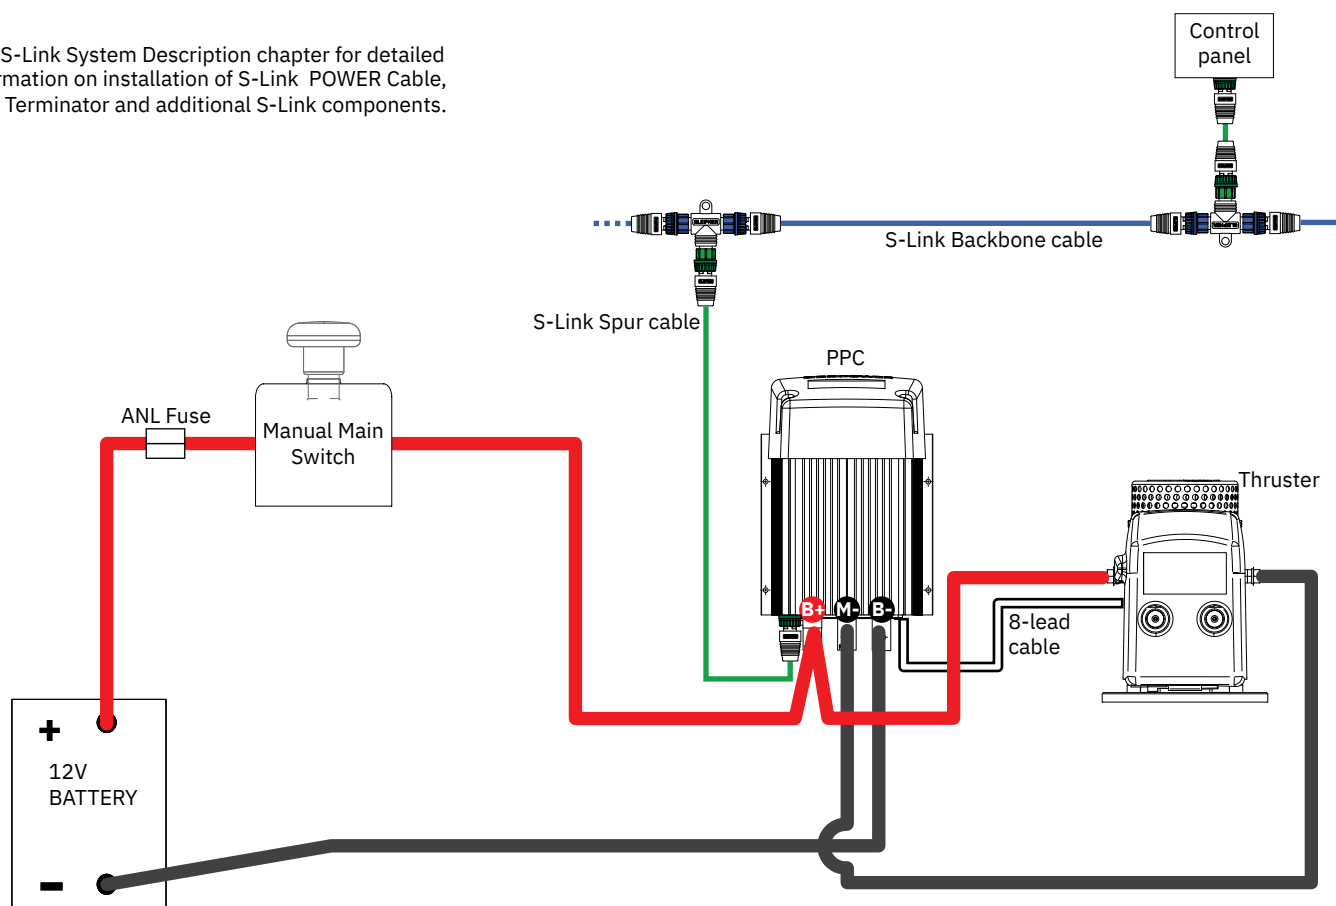 S-Link System Description chapter for detailed
rmation on installation of S-Link POWER Cable,
Terminator and additional S-Link components.
Control
panel
S-Link Backbone cable
S-Link Spur cable
PPC
ANL Fuse
Manual Main
Switch
Thruster
B+
M-
B-
8-lead
cable
+
12V
BATTERY
-